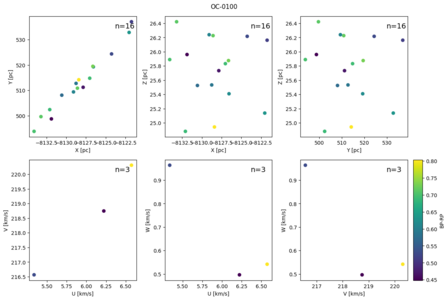 OC-0100
n=16
n=16
n=16
530
520
510
500
Y [pc]
−8132.5−8130.0−8127.5−8125.0−8122.5
X [pc]
26.4
26.2
26.0
25.8
25.6
25.4
25.2
25.0
Z [pc]
−8132.5−8130.0−8127.5−8125.0−8122.5
X [pc]
26.4
26.2
26.0
25.8
25.6
25.4
25.2
25.0
Z [pc]
500 510 520 530
Y [pc]
n=3
n=3
n=3
220.0
219.5
219.0
218.5
218.0
217.5
217.0
216.5
V [km/s]
5.50 5.75 6.00 6.25 6.50
U [km/s]
0.9
0.8
0.7
0.6
0.5
W [km/s]
5.50 5.75 6.00 6.25 6.50
U [km/s]
0.9
0.8
0.7
0.6
0.5
W [km/s]
217 218 219 220
V [km/s]
0.80
0.75
0.70
0.65
0.60
0.55
0.50
0.45
BP-RP